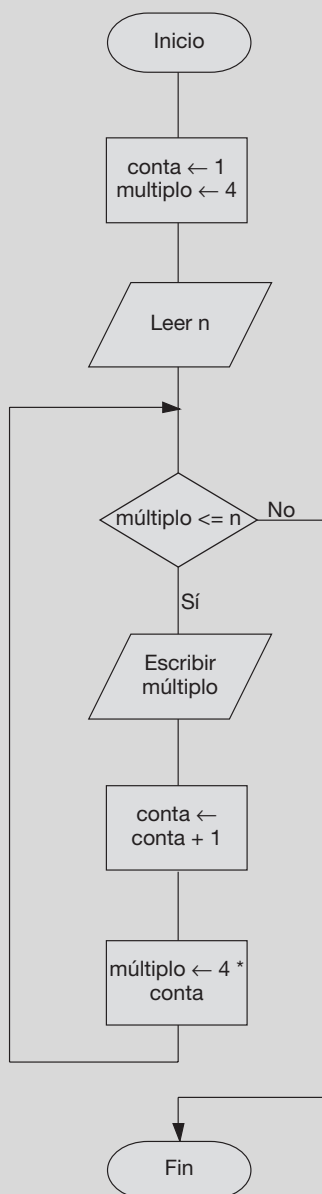 Inicio
conta ← 1
multiplo ← 4
Leer n
múltiplo <= n
No
Sí
Escribir
múltiplo
conta ←
conta + 1
múltiplo ← 4 *
conta
Fin